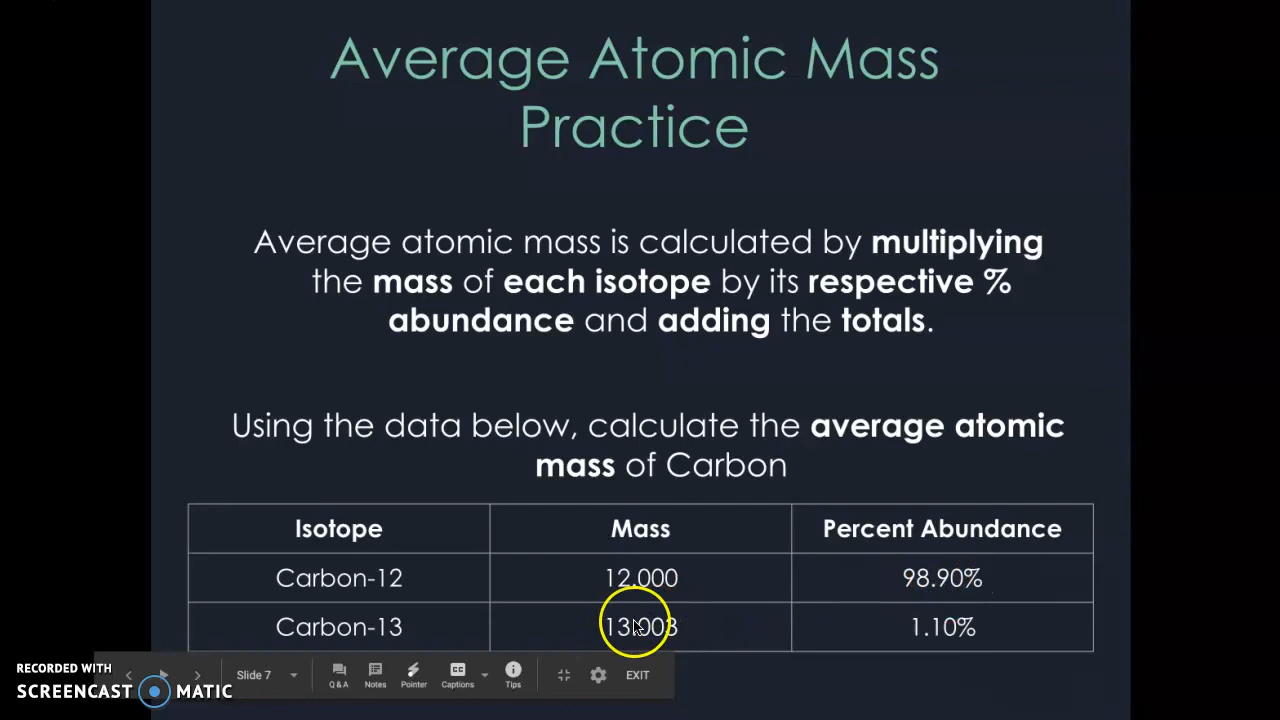 Average Atomic Mass
Practice
Average atomic mass is calculated by multiplying
the mass of each isotope by its respective %
abundance and adding the totals.
Using the data below, calculate the average atomic
mass of Carbon
Isotope Mass Percent Abundance
Carbon-12 12.000 98.90%
Carbon-13 13.003 1.10%
RECORDED WITH
SCREENCAST MATIC
Slide 7
Q & A Notes Pointer Captions Tips EXIT